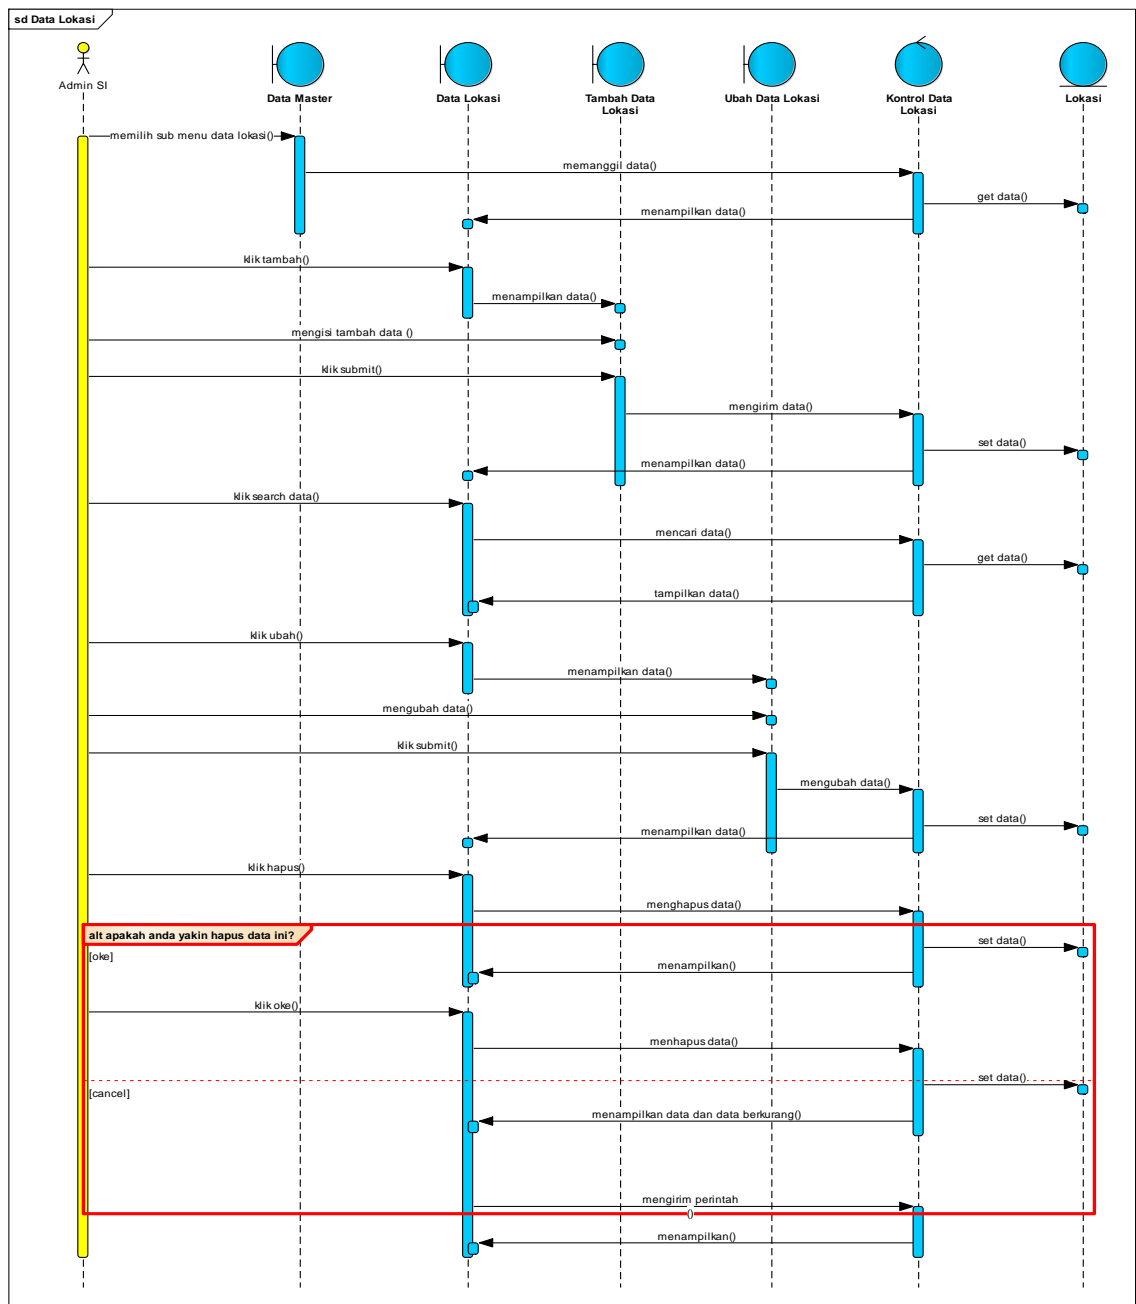 sd Data Lokasi
Admin SI
Data Master
Data Lokasi
Tambah Data
Lokasi
Ubah Data Lokasi
Kontrol Data
Lokasi
Lokasi
memilih sub menu data lokasi()
memanggil data()
get data()
menampilkan data()
klik tambah()
menampilkan data()
mengisi tambah data ()
klik submit()
mengirim data()
set data()
menampilkan data()
klik search data()
mencari data()
get data()
tampilkan data()
klik ubah()
menampilkan data()
mengubah data()
klik submit()
mengubah data()
set data()
menampilkan data()
klik hapus()
menghapus data()
alt apakah anda yakin hapus data ini?
set data()
[oke]
menampilkan()
klik oke()
menhapus data()
set data()
[cancel]
menampilkan data dan data berkurang()
mengirim perintah
()
menampilkan()